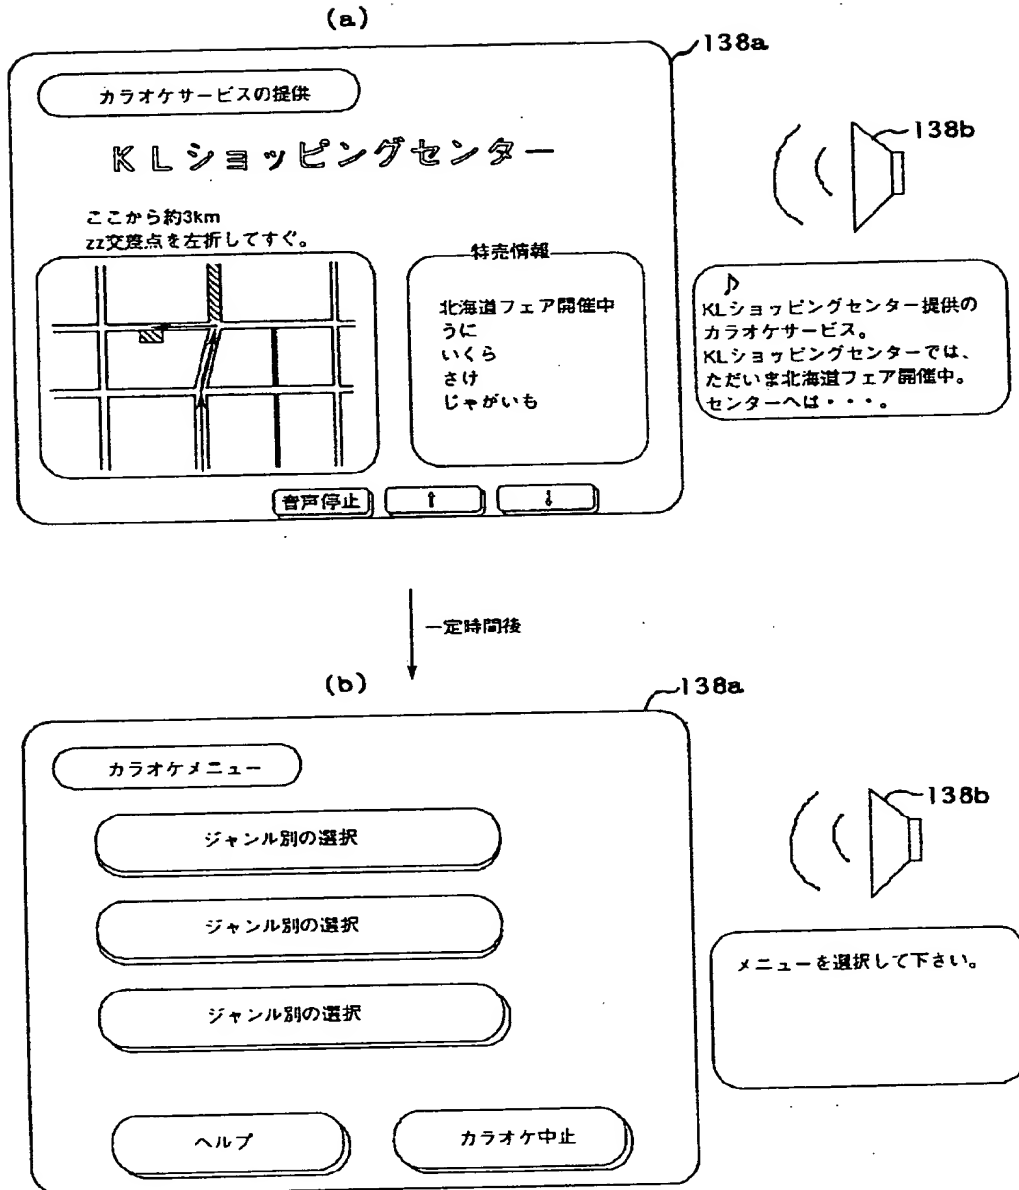 (a)
138a
カラオケサービスの提供
KLショッピングセンター
138b
ここから約3km
zz交差点を左折してすぐ。
特売情報
北海道フェア開催中
うに
いくら
さけ
じゃがいも
♪
KLショッピングセンター提供の
カラオケサービス。
KLショッピングセンターでは、
ただいま北海道フェア開催中。
センターへは・・・。
音声停止
↑
↓
一定時間後
(b)
138a
カラオケメニュー
138b
ジャンル別の選択
ジャンル別の選択
ジャンル別の選択
メニューを選択して下さい。
ヘルプ
カラオケ中止